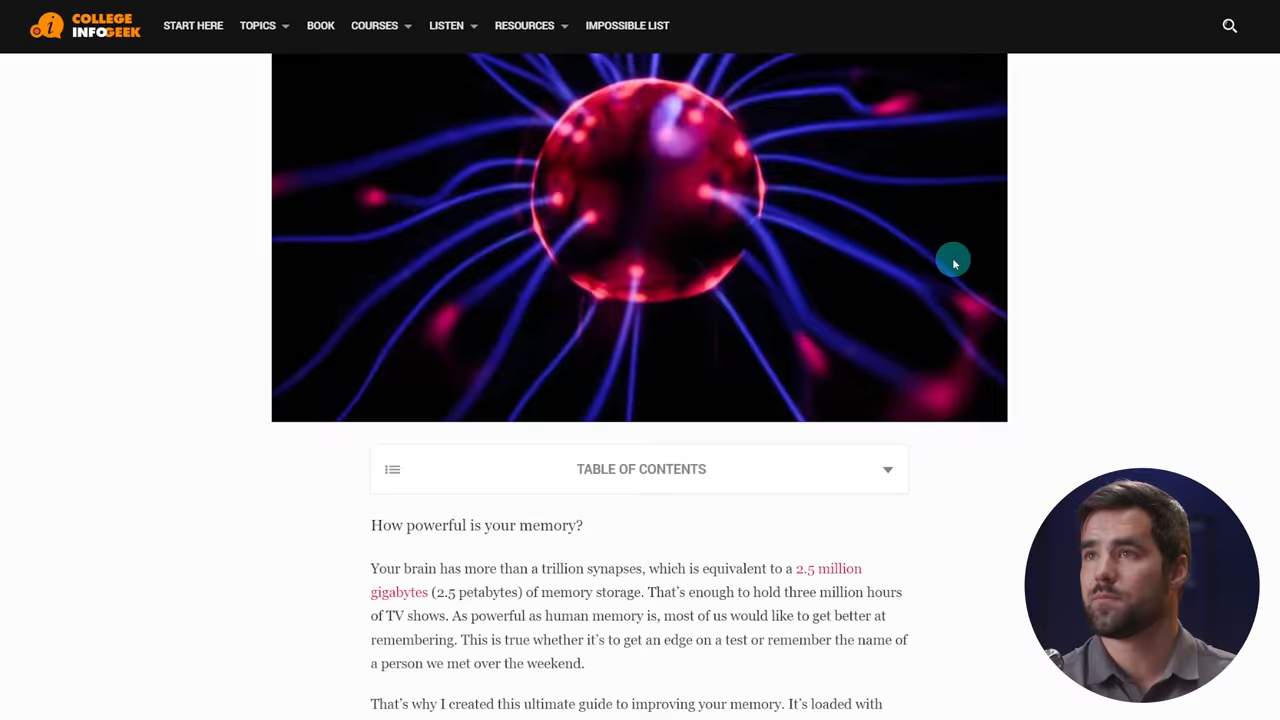 COLLEGE
INFOGEEK
START HERE
TOPICS
BOOK
COURSES
LISTEN
RESOURCES
IMPOSSIBLE LIST
TABLE OF CONTENTS
How powerful is your memory?
Your brain has more than a trillion synapses, which is equivalent to a 2.5 million
gigabytes (2.5 petabytes) of memory storage. That’s enough to hold three million hours
of TV shows. As powerful as human memory is, most of us would like to get better at
remembering. This is true whether it’s to get an edge on a test or remember the name of
a person we met over the weekend.
That’s why I created this ultimate guide to improving your memory. It’s loaded with